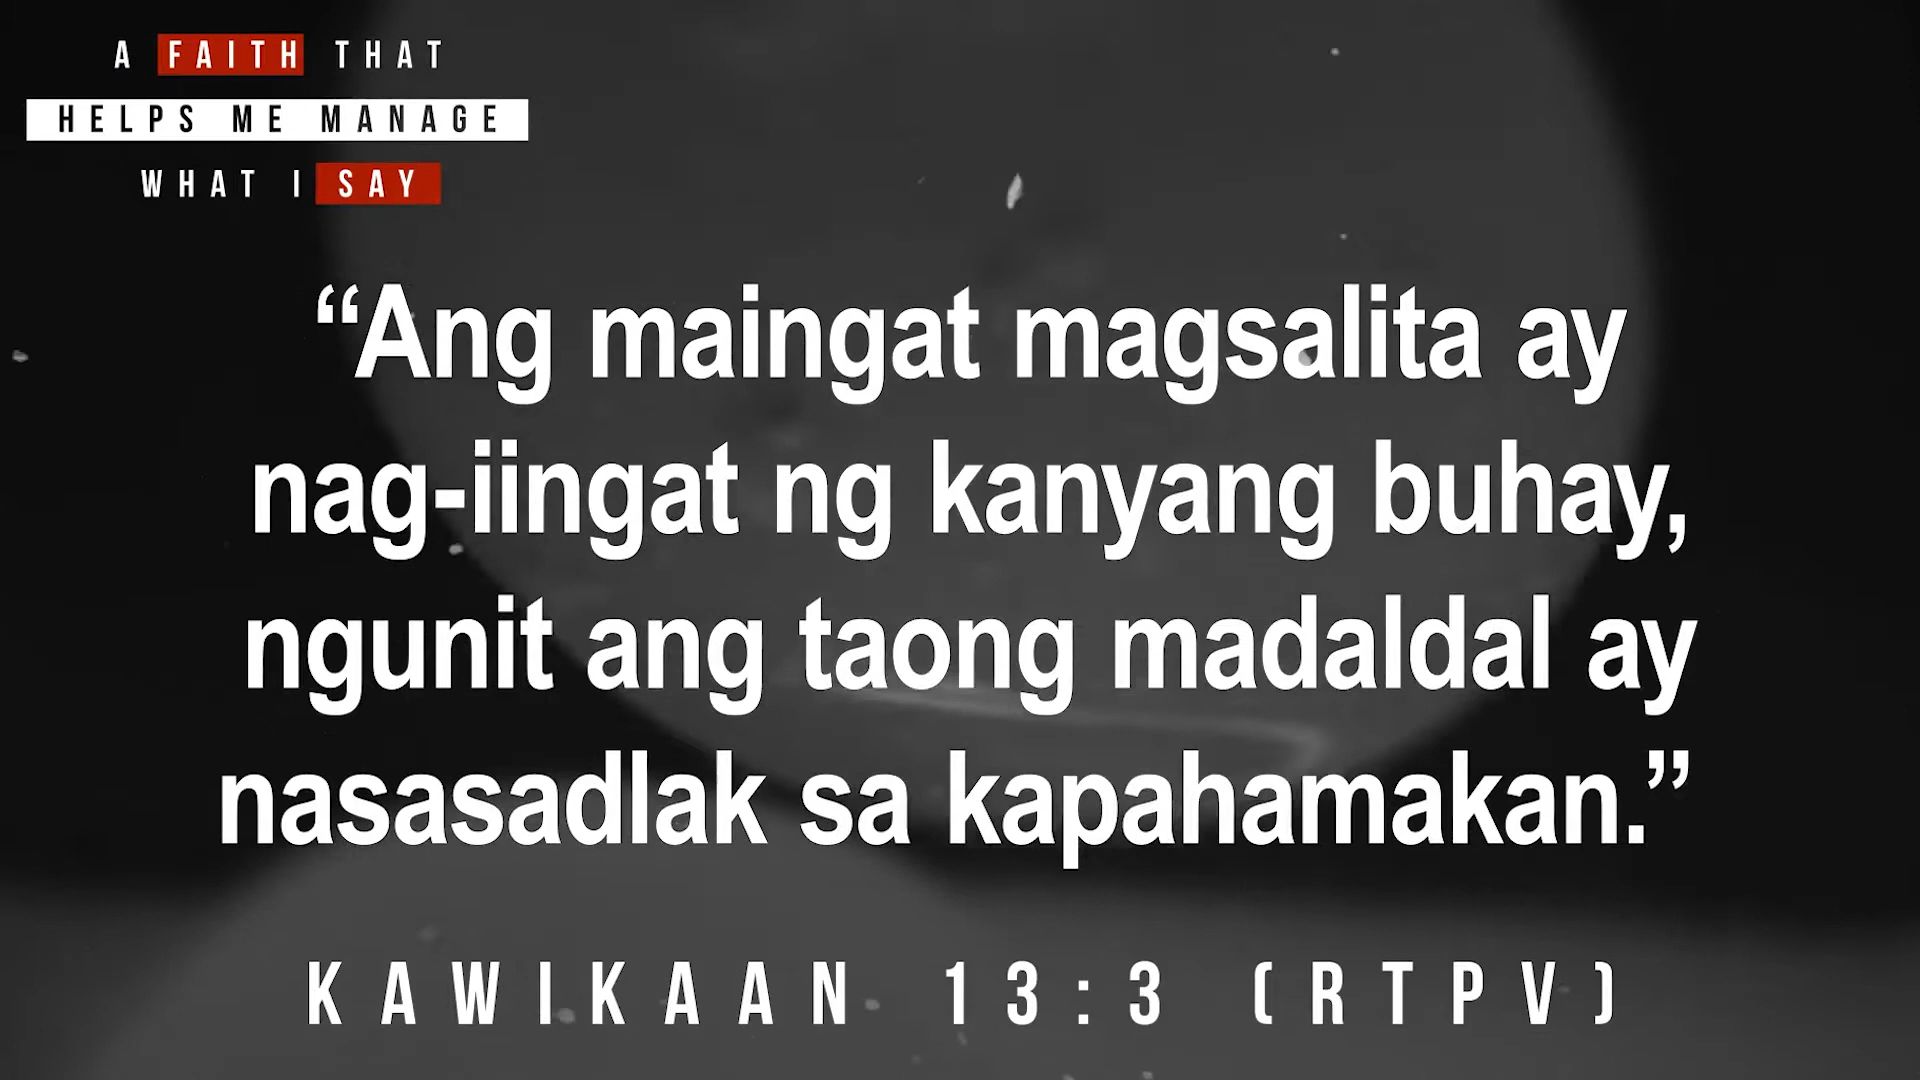 A FAITH THAT
HELPS ME MANAGE
WHAT I SAY
“Ang maingat magsalita ay
nag-iingat ng kanyang buhay,
ngunit ang taong madaldal ay
nasasadlak sa kapahamakan.”
KAWIKAAN 13:3 (RTPV)